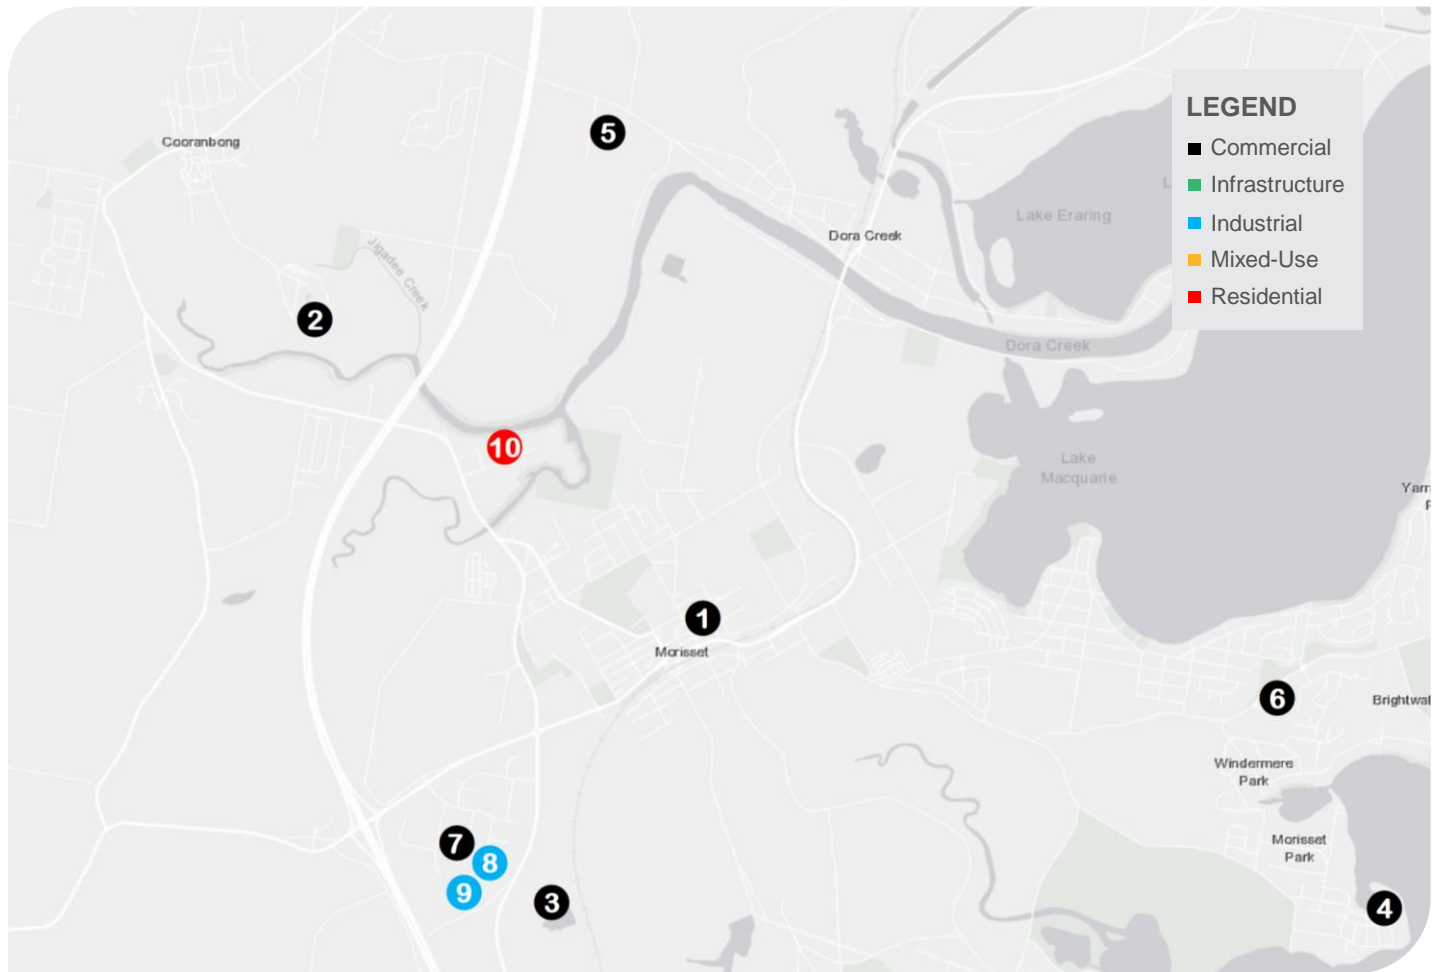 5
LEGEND
Commercial
Infrastructure
Industrial
Mixed-Use
Residential
Cooranbong
Lake Eraring
Dora Creek
Jigadee Creek
2
Dora Creek
10
Lake
Macquarie
1
Morisset
6
Windermere
Park
7
8
9
3
Morisset
Park
4